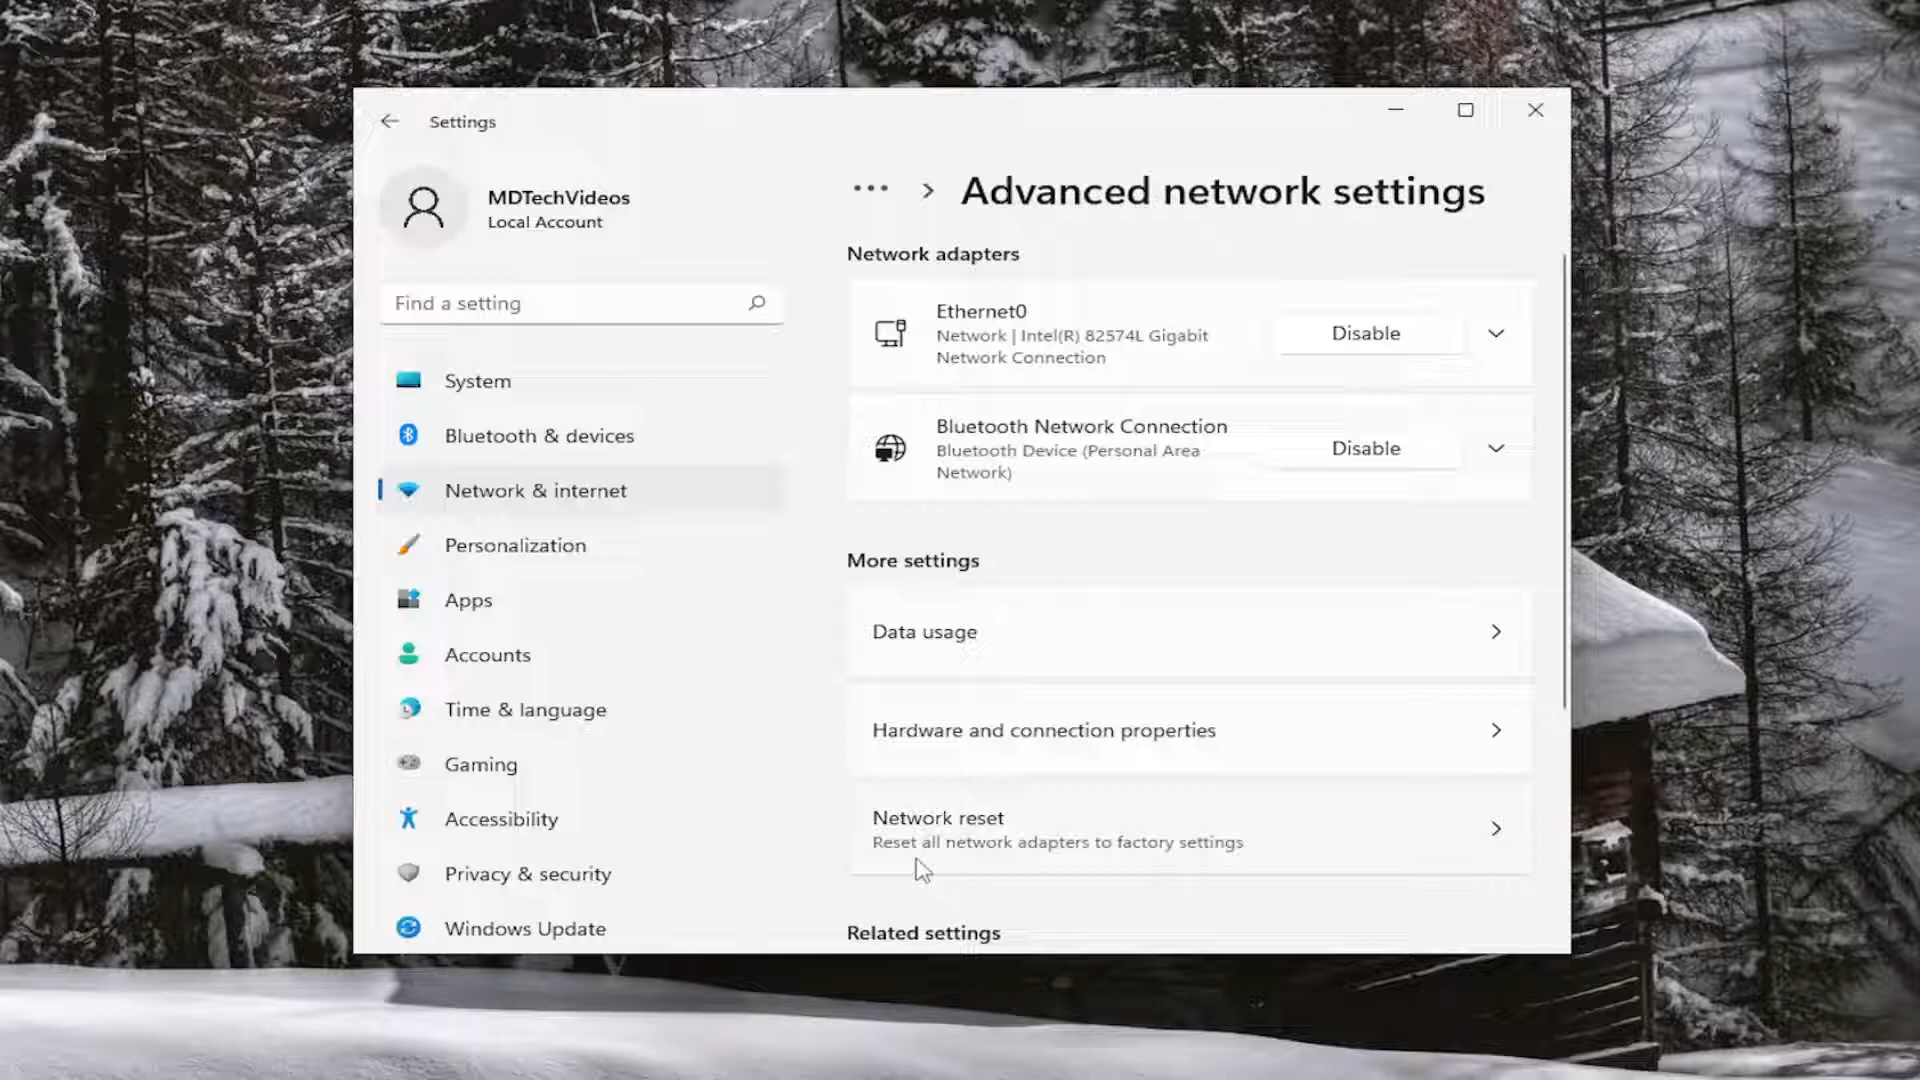 Settings
MDTechVideos
Local Account
Find a setting
System
Bluetooth & devices
Network & internet
Personalization
Apps
Accounts
Time & language
Gaming
Accessibility
Privacy & security
Windows Update
... > Advanced network settings
Network adapters
Ethernet0
Network | Intel(R) 82574L Gigabit
Network Connection
Disable
Bluetooth Network Connection
Bluetooth Device (Personal Area
Network)
Disable
More settings
Data usage
Hardware and connection properties
Network reset
Reset all network adapters to factory settings
Related settings